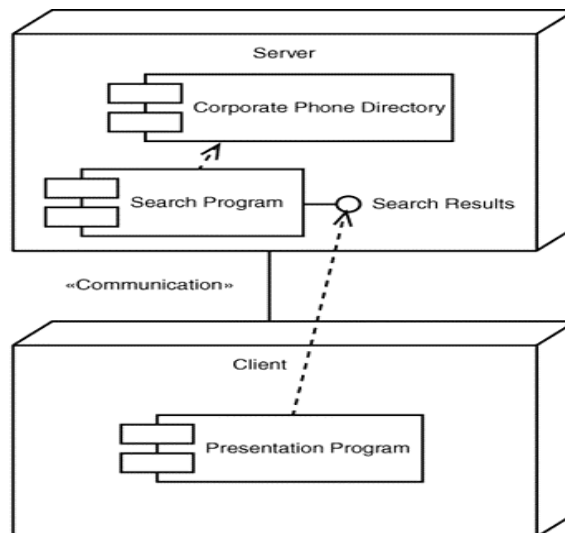 Server
Corporate Phone Directory
Search Program
Search Results
«Communication»
Client
Presentation Program